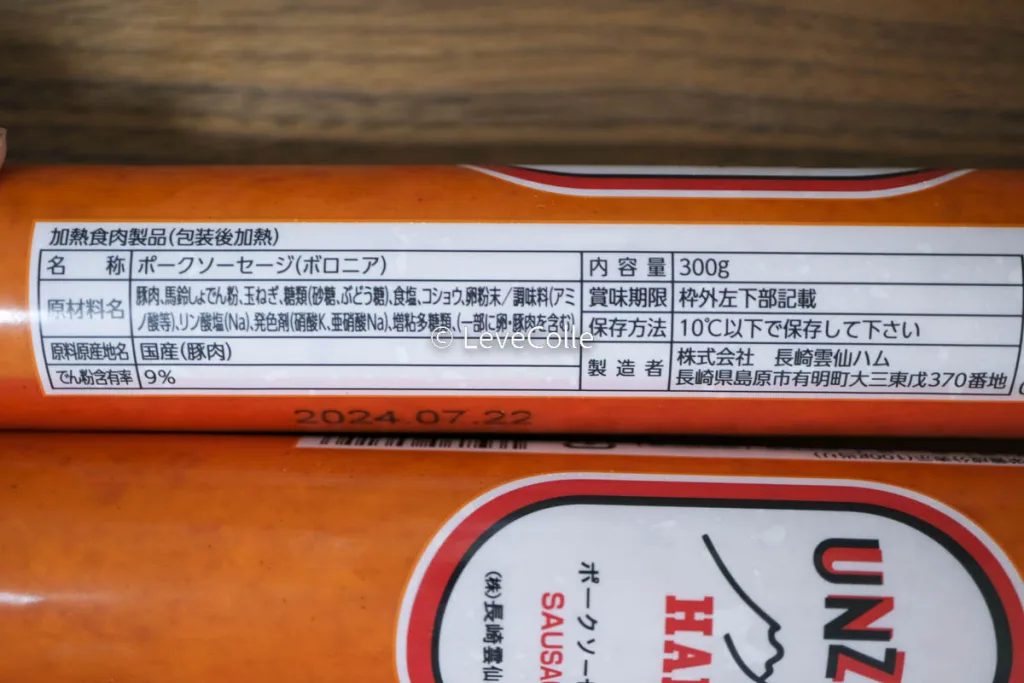 加熱食肉製品(包装後加熱)
名 称 ポークソーセージ(ボロニア)
原材料名 豚肉、馬鈴しょでん粉、玉ねぎ、糖類(砂糖、ぶどう糖)、食塩、コショウ、卵粉末/調味料(アミ
ノ酸等)、リン酸塩(Na)、発色剤(硝酸K、亜硝酸Na)、増粘多糖類、(一部に卵・豚肉を含む)
原料原産地名 国産(豚肉)
でん粉含有率 9%
内容量 300g
賞味期限 枠外左下部記載
保存方法 10℃以下で保存して下さい
製造者 株式会社 長崎雲仙ハム
長崎県島原市有明町大三東戊370番地
© LeveColle
2024.07.22
UNZ
HA
ポークソー
SAUSA
(株)長崎雲仙